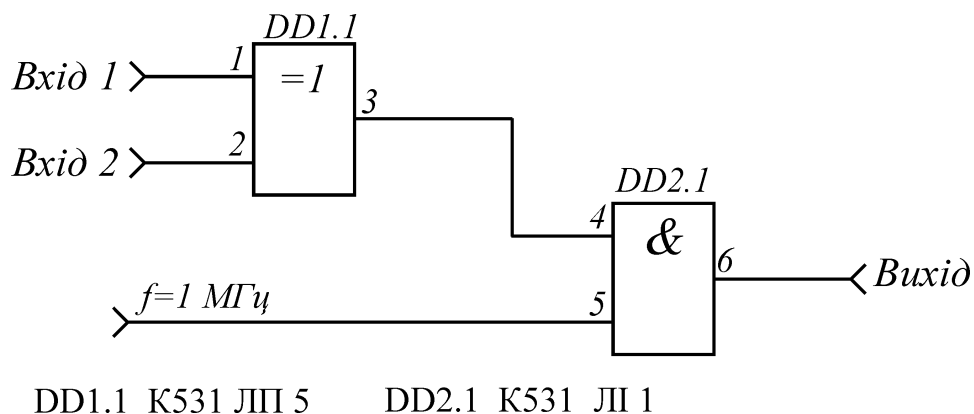 DD1.1
Вхід 1
1
=1
3
Вхід 2
2
DD2.1
4
&
6
Вихід
f=1 МГц
5
DD1.1 К531 ЛП 5
DD2.1 К531 ЛІ 1